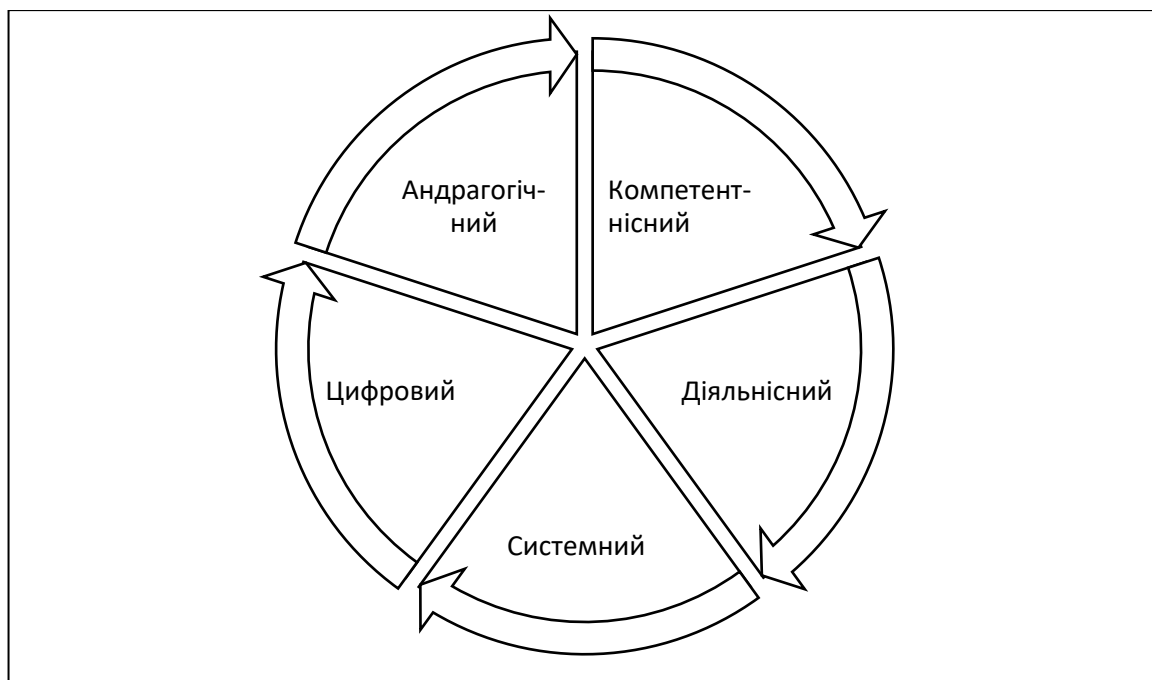 Андрагогіч-
ний
Компетент-
нісний
Цифровий
Діяльнісний
Системний